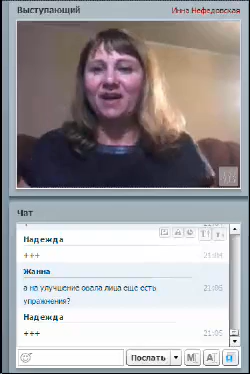 Выступающий Инна Нефедовская
Чат
Надежда
+++ 21:04
Жанна
а на улучшение овала лица еще есть 21:05
упражнения?
Надежда
+++ 21:05
Послать